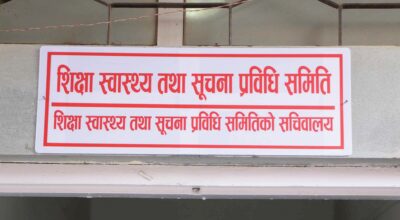 शिक्षा स्वास्थ्य तथा सूचना प्रविधि समिति
शिक्षा स्वास्थ्य तथा सूचना प्रविधि समितिको सचिवालय